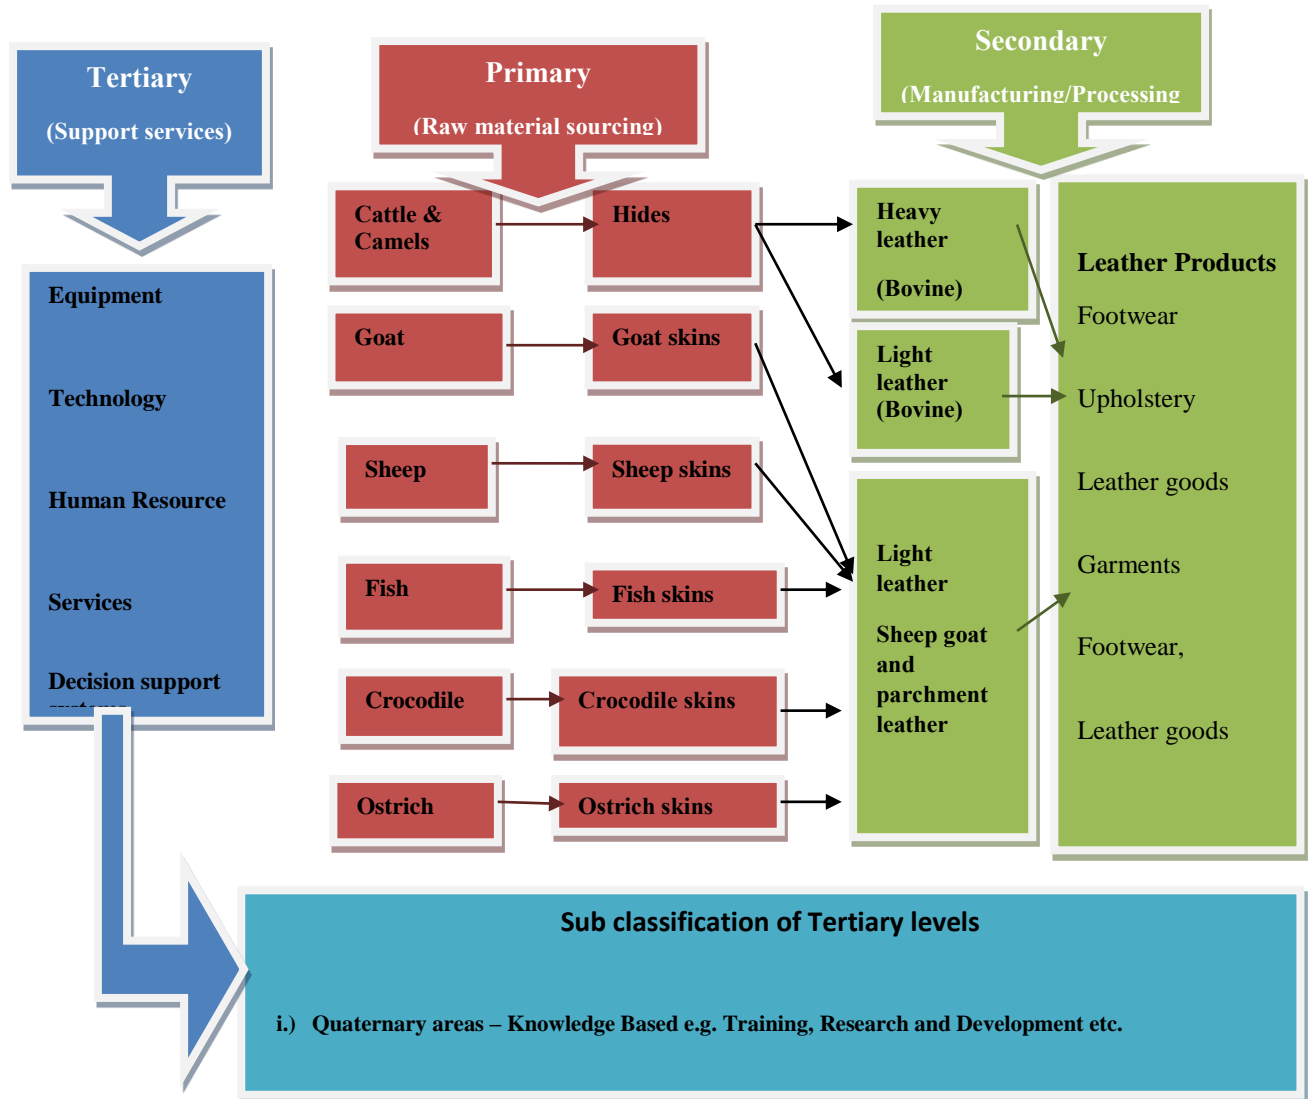 Tertiary
(Support services)
Equipment
Technology
Human Resource
Services
Decision support
Primary
(Raw material sourcing)
Cattle &
Camels
Hides
Goat
Goat skins
Sheep
Sheep skins
Fish
Fish skins
Crocodile
Crocodile skins
Ostrich
Ostrich skins
Secondary
(Manufacturing/Processing
Heavy
leather
(Bovine)
Light
leather
(Bovine)
Light
leather
Sheep goat
and
parchment
leather
Leather Products
Footwear
Upholstery
Leather goods
Garments
Footwear,
Leather goods
Sub classification of Tertiary levels
i.) Quaternary areas – Knowledge Based e.g. Training, Research and Development etc.